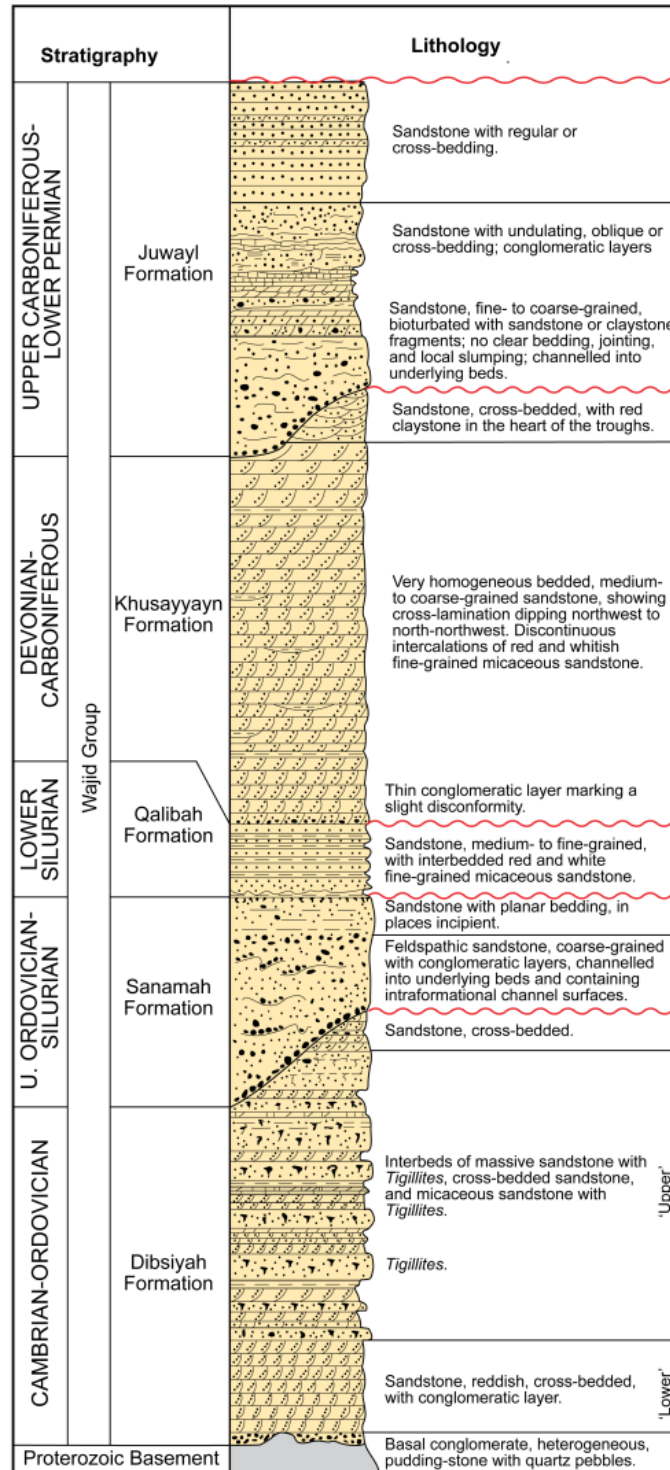 Stratigraphy
Lithology
UPPER CARBONIFEROUS-
LOWER PERMIAN
Juwayl
Formation
Sandstone with regular or
cross-bedding.
Sandstone with undulating, oblique or
cross-bedding; conglomeratic layers
Sandstone, fine- to coarse-grained,
bioturbated with sandstone or claystone
fragments; no clear bedding, jointing,
and local slumping; channelled into
underlying beds.
Sandstone, cross-bedded, with red
claystone in the heart of the troughs.
Wajid Group
DEVONIAN-
CARBONIFEROUS
Khusayyayn
Formation
Very homogeneous bedded, medium-
to coarse-grained sandstone, showing
cross-lamination dipping northwest to
north-northwest. Discontinuous
intercalations of red and whitish
fine-grained micaceous sandstone.
LOWER
SILURIAN
Qalibah
Formation
Thin conglomeratic layer marking a
slight disconformity.
Sandstone, medium- to fine-grained,
with interbedded red and white
fine-grained micaceous sandstone.
U. ORDOVICIAN-
SILURIAN
Sanamah
Formation
Sandstone with planar bedding, in
places incipient.
Feldspathic sandstone, coarse-grained
with conglomeratic layers, channelled
into underlying beds and containing
intraformational channel surfaces.
Sandstone, cross-bedded.
CAMBRIAN-ORDOVICIAN
Dibsiyah
Formation
Interbeds of massive sandstone with
Tigillites, cross-bedded sandstone,
and micaceous sandstone with
Tigillites.
Tigillites.
'Upper'
Sandstone, reddish, cross-bedded,
with conglomeratic layer.
'Lower'
Proterozoic Basement
Basal conglomerate, heterogeneous,
pudding-stone with quartz pebbles.